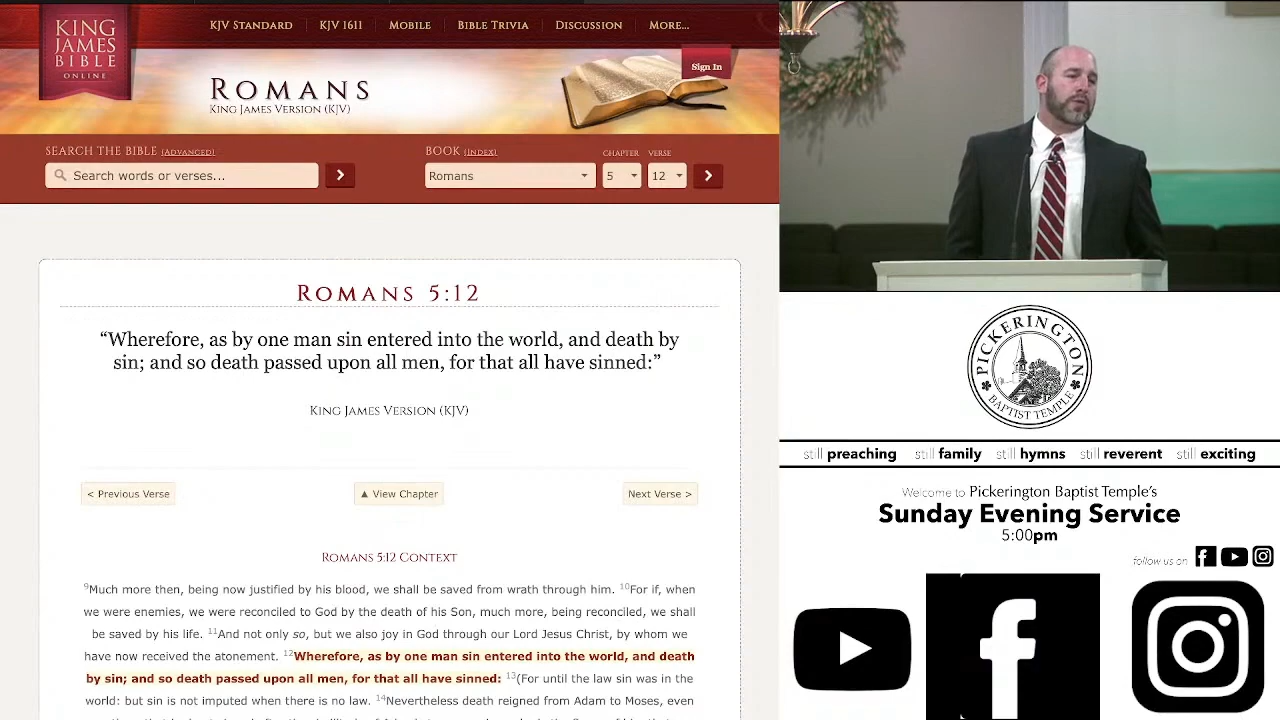 KING
JAMES
BIBLE
ONLINE
KJV Standard
KJV 1611
Mobile
Bible Trivia
Discussion
More...
Sign In
Romans
King James Version (KJV)
Search the Bible (Advanced)
Book (Index)
Chapter
Verse
Search words or verses...
Romans
5
12
Romans 5:12
“Wherefore, as by one man sin entered into the world, and death by
sin; and so death passed upon all men, for that all have sinned:”
King James Version (KJV)
< Previous Verse
▲ View Chapter
Next Verse >
Romans 5:12 Context
9Much more then, being now justified by his blood, we shall be saved from wrath through him. 10For if, when
we were enemies, we were reconciled to God by the death of his Son, much more, being reconciled, we shall
be saved by his life. 11And not only so, but we also joy in God through our Lord Jesus Christ, by whom we
have now received the atonement. 12Wherefore, as by one man sin entered into the world, and death
by sin; and so death passed upon all men, for that all have sinned: 13(For until the law sin was in the
world: but sin is not imputed when there is no law. 14Nevertheless death reigned from Adam to Moses, even
PICKERINGTON
BAPTIST TEMPLE
still preaching still family still hymns still reverent still exciting
Welcome to Pickerington Baptist Temple's
Sunday Evening Service
5:00pm
follow us on